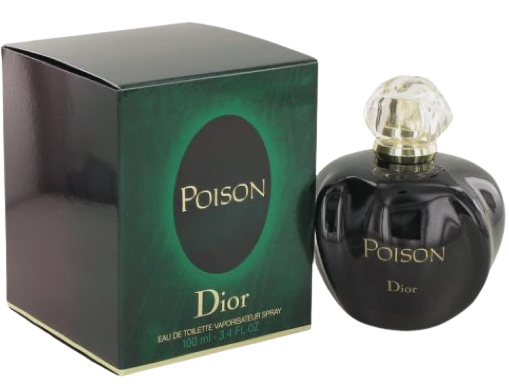 POISON
Dior
EAU DE TOILETTE VAPORISATEUR SPRAY
100 ml - 3.4 FL OZ
POISON
Dior